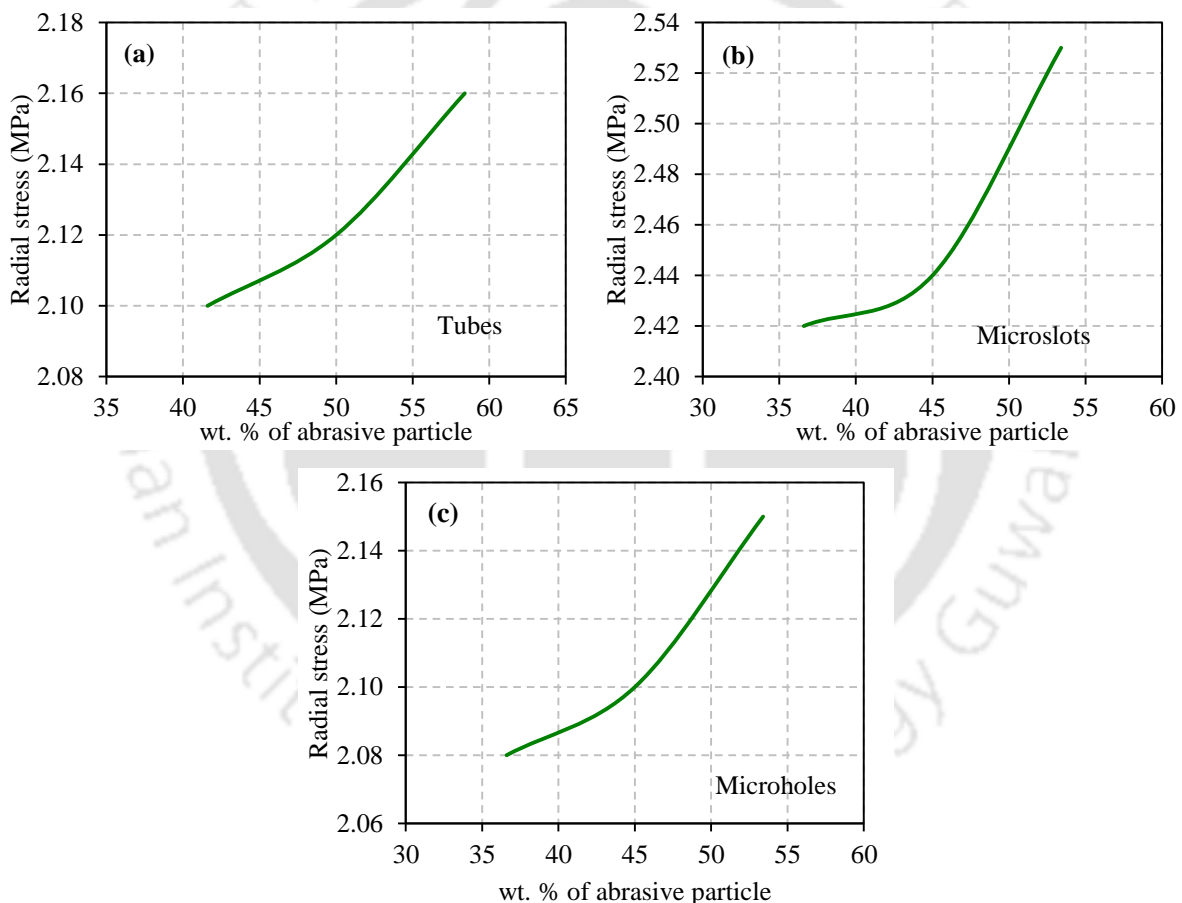 (a)
Radial stress (MPa)
2.18
2.16
2.14
2.12
2.10
2.08
Tubes
35 40 45 50 55 60 65
wt. % of abrasive particle
(b)
Radial stress (MPa)
2.54
2.52
2.50
2.48
2.46
2.44
2.42
2.40
Microslots
30 35 40 45 50 55 60
wt. % of abrasive particle
(c)
Radial stress (MPa)
2.16
2.14
2.12
2.10
2.08
2.06
Microholes
30 35 40 45 50 55 60
wt. % of abrasive particle